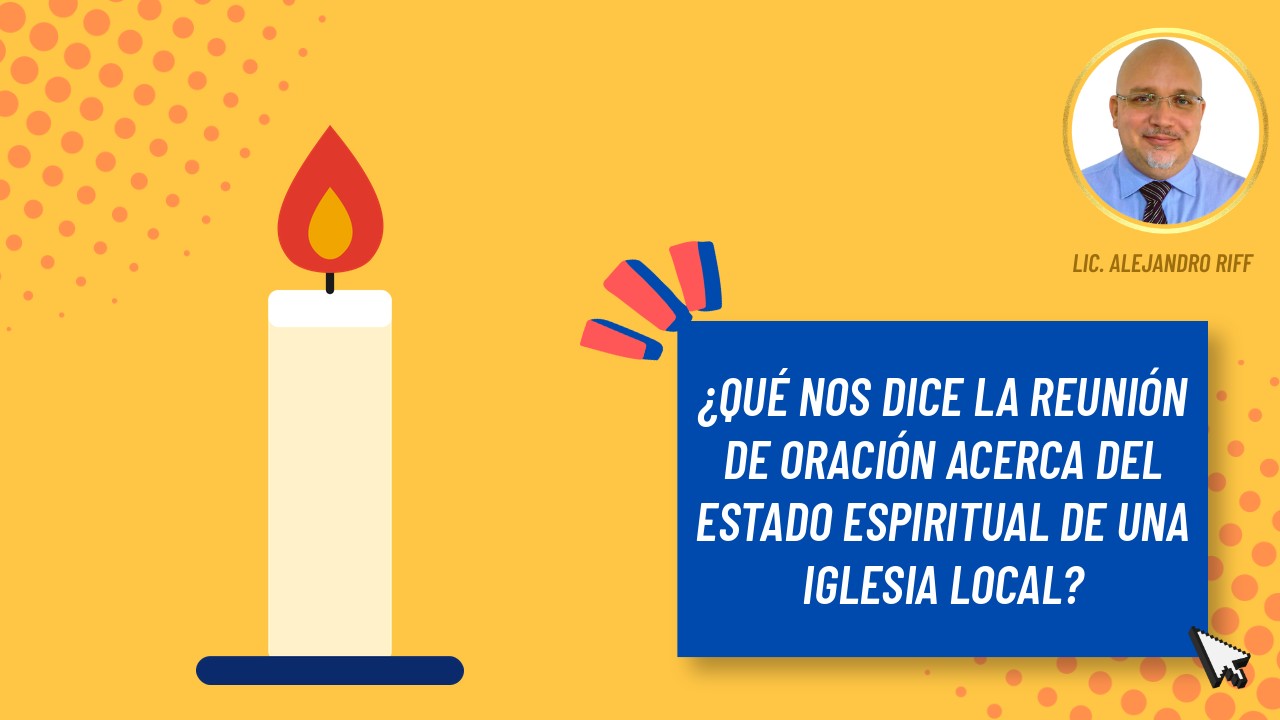 LIC. ALEJANDRO RIFF
¿QUÉ NOS DICE LA REUNIÓN
DE ORACIÓN ACERCA DEL
ESTADO ESPIRITUAL DE UNA
IGLESIA LOCAL?